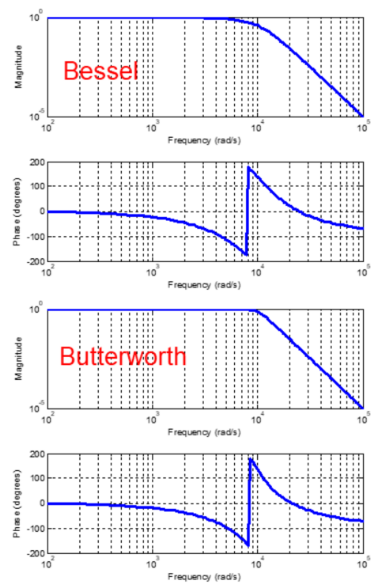 10^0
Magnitude
Bessel
10^-5
10^2 10^3 10^4 10^5
Frequency (rad/s)
200
100
0
-100
-200
Phase (degrees)
10^2 10^3 10^4 10^5
Frequency (rad/s)
10^0
Magnitude
Butterworth
10^-5
10^2 10^3 10^4 10^5
Frequency (rad/s)
200
100
0
-100
-200
Phase (degrees)
10^2 10^3 10^4 10^5
Frequency (rad/s)